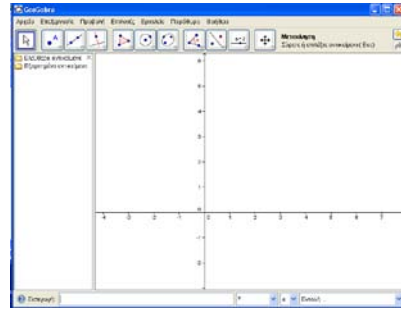 GeoGebra
Αρχείο Επεξεργασία Προβολή Επιλογές Εργαλεία Παράθυρο Βοήθεια
Μετακίνηση
Σύρετε ή επιλέξτε αντικείμενα (Esc)
Ελεύθερα αντικείμενα
Εξαρτημένα αντικείμενα
-4 -3 -2 -1 0 1 2 3 4 5 6 7
Εισαγωγή: